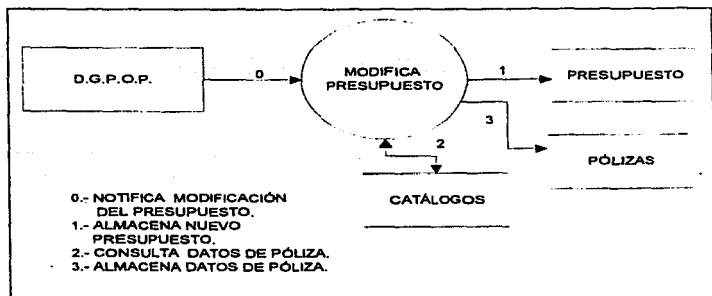 D.G.P.O.P.
0
MODIFICA
PRESUPUESTO
1
PRESUPUESTO
3
PÓLIZAS
2
CATÁLOGOS
0.- NOTIFICA MODIFICACIÓN
DEL PRESUPUESTO.
1.- ALMACENA NUEVO
PRESUPUESTO.
2.- CONSULTA DATOS DE PÓLIZA.
3.- ALMACENA DATOS DE PÓLIZA.